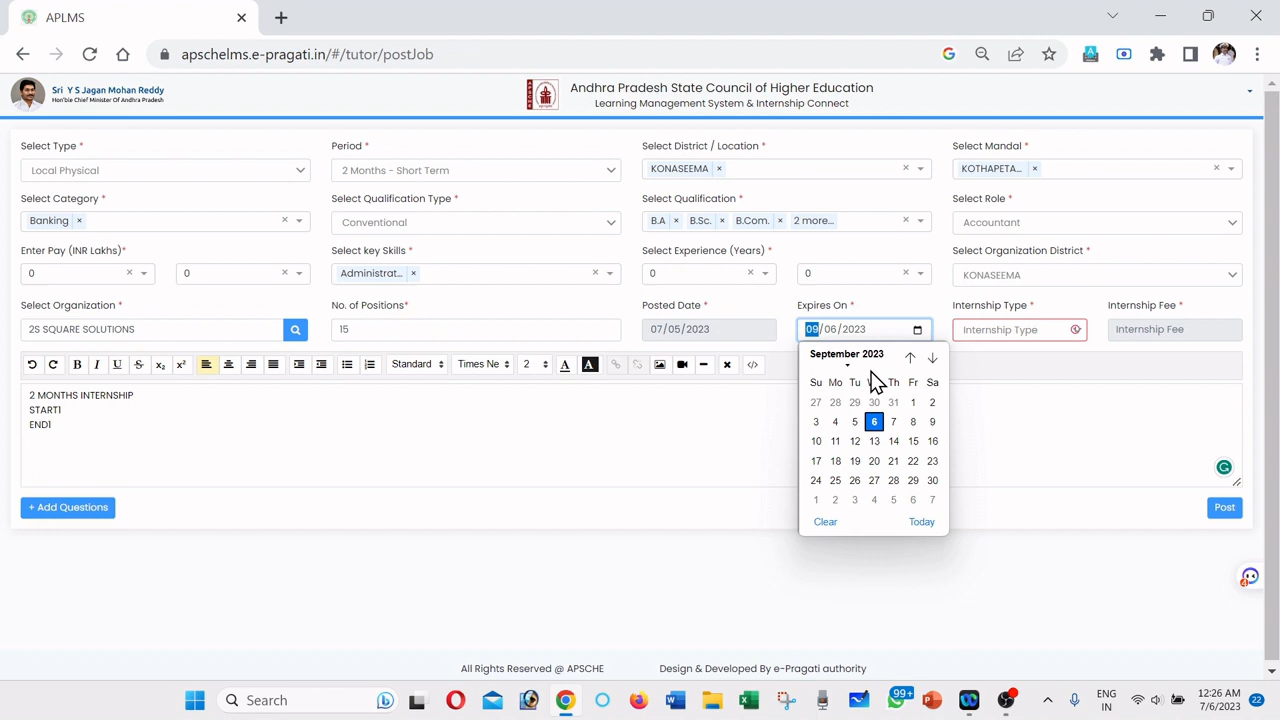 APLMS
apschelms.e-pragati.in/#/tutor/postJob
Sri Y S Jagan Mohan Reddy
Hon'ble Chief Minister Of Andhra Pradesh
Andhra Pradesh State Council of Higher Education
Learning Management System & Internship Connect
Select Type * Period * Select District / Location * Select Mandal *
Local Physical 2 Months - Short Term KONASEEMA × KOTHAPETA... ×
Select Category * Select Qualification Type * Select Qualification * Select Role *
Banking × Conventional B.A × B.Sc. × B.Com. × 2 more... Accountant
Enter Pay (INR Lakhs)* Select key Skills * Select Experience (Years) * Select Organization District *
0 0 Administrat... × 0 0 KONASEEMA
Select Organization * No. of Positions* Posted Date * Expires On * Internship Type * Internship Fee *
2S SQUARE SOLUTIONS 15 07/05/2023 09/06/2023 Internship Type Internship Fee
B I U S x₂ x² Standard Times Ne 2 A A </>
2 MONTHS INTERNSHIP
START1
END1
September 2023
Su Mo Tu Th Fr Sa
27 28 29 30 31 1 2
3 4 5 6 7 8 9
10 11 12 13 14 15 16
17 18 19 20 21 22 23
24 25 26 27 28 29 30
1 2 3 4 5 6 7
Clear Today
+ Add Questions Post
4
All Rights Reserved @ APSCHE Design & Developed By e-Pragati authority
Search 99+ ENG 12:26 AM
IN 7/6/2023 22